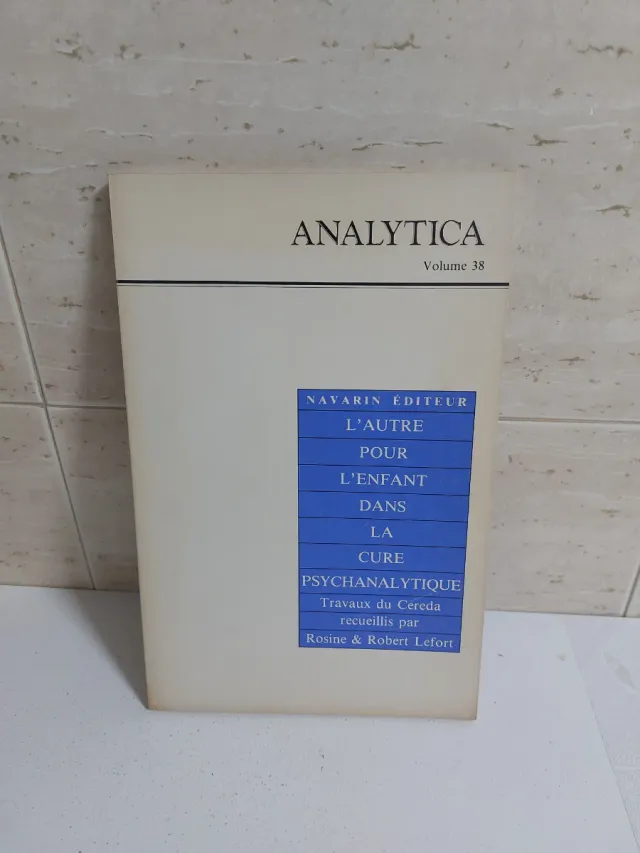 ANALYTICA
Volume 38
NAVARIN ÉDITEUR
L'AUTRE
POUR
L'ENFANT
DANS
LA
CURE
PSYCHANALYTIQUE
Travaux du Cereda
recueillis par
Rosine & Robert Lefort